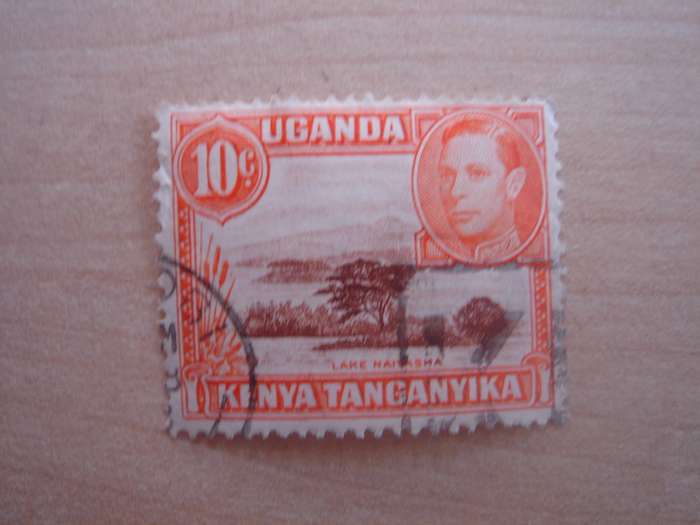 UGANDA
10c.
LAKE NAIVASHA
KENYA TANGANYIKA